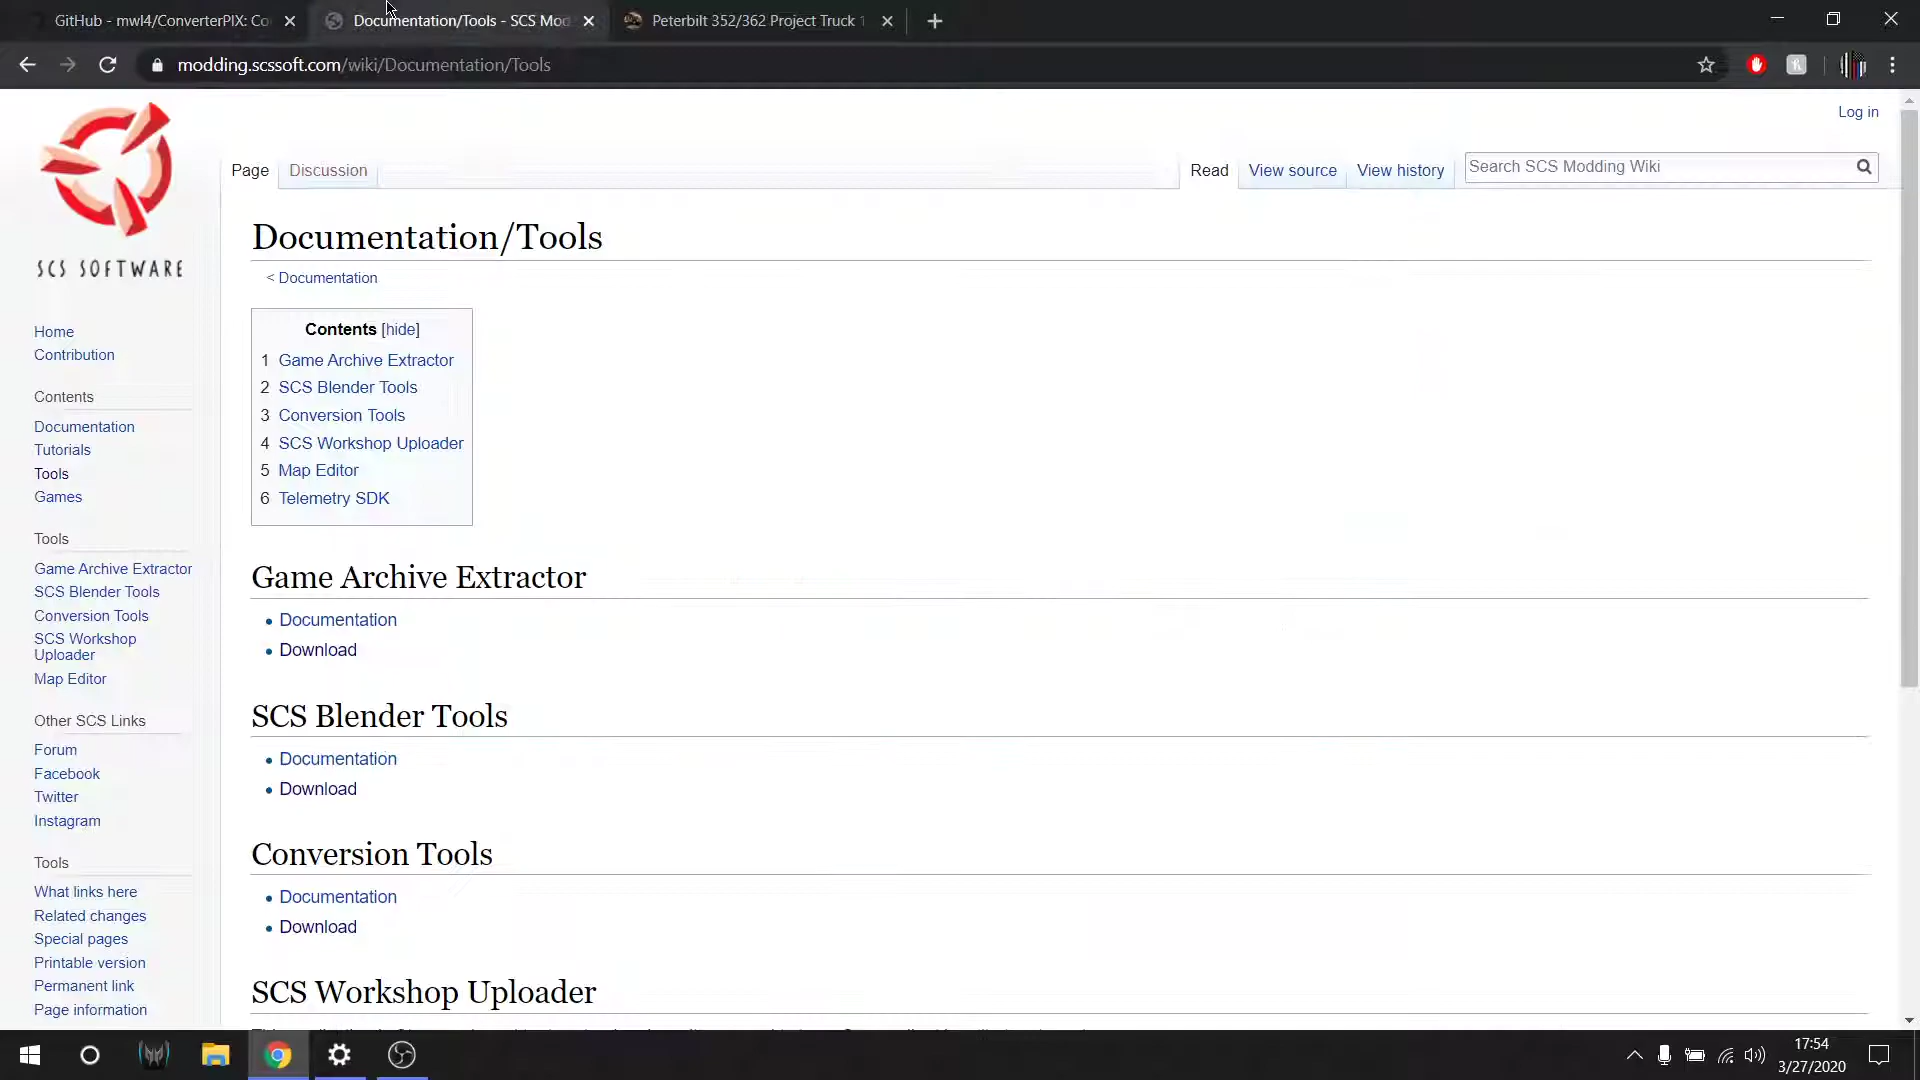 GitHub - mwl4/ConverterPIX: Co
Documentation/Tools - SCS Mod
Peterbilt 352/362 Project Truck 1
modding.scssoft.com/wiki/Documentation/Tools
Log in
Page
Discussion
Read
View source
View history
Search SCS Modding Wiki
SCS SOFTWARE
Home
Contribution
Contents
Documentation
Tutorials
Tools
Games
Tools
Game Archive Extractor
SCS Blender Tools
Conversion Tools
SCS Workshop
Uploader
Map Editor
Other SCS Links
Forum
Facebook
Twitter
Instagram
Tools
What links here
Related changes
Special pages
Printable version
Permanent link
Page information
Documentation/Tools
< Documentation
Contents [hide]
1 Game Archive Extractor
2 SCS Blender Tools
3 Conversion Tools
4 SCS Workshop Uploader
5 Map Editor
6 Telemetry SDK
Game Archive Extractor
• Documentation
• Download
SCS Blender Tools
• Documentation
• Download
Conversion Tools
• Documentation
• Download
SCS Workshop Uploader
17:54
3/27/2020